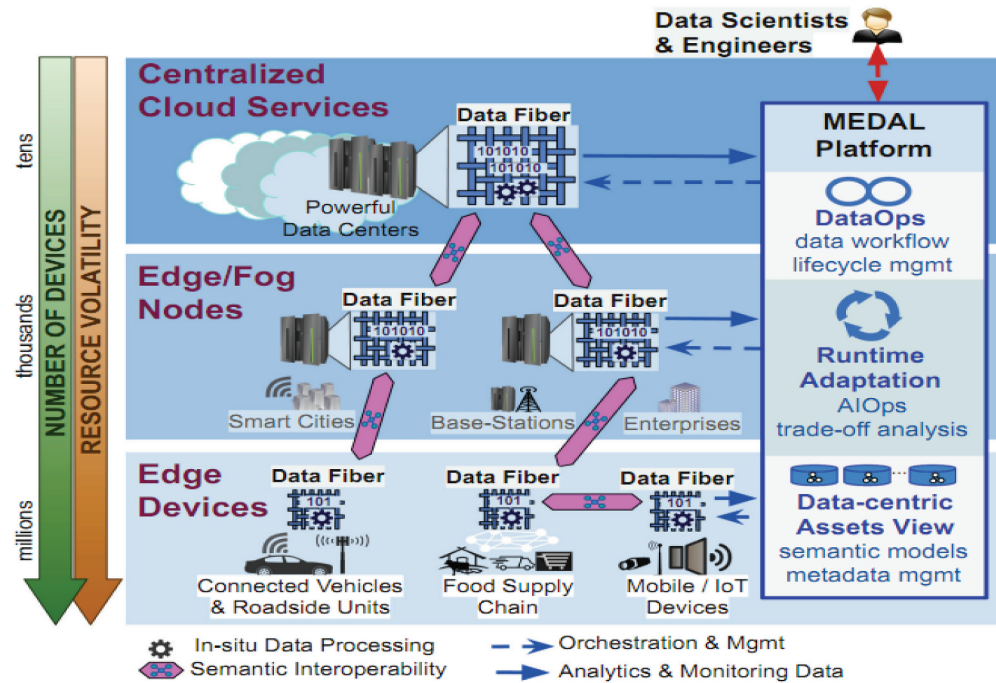 Data Scientists
& Engineers
Centralized
Cloud Services
Data Fiber
101010
101010
Powerful
Data Centers
MEDAL
Platform
DataOps
data workflow
lifecycle mgmt
Edge/Fog
Nodes
Data Fiber
101010
Data Fiber
101010
Smart Cities
Base-Stations
Enterprises
Runtime
Adaptation
AIOps
trade-off analysis
Edge
Devices
Data Fiber
101
Data Fiber
101
Data Fiber
101
Connected Vehicles
& Roadside Units
Food Supply
Chain
Mobile / IoT
Devices
Data-centric
Assets View
semantic models
metadata mgmt
tens
thousands
millions
NUMBER OF DEVICES
RESOURCE VOLATILITY
In-situ Data Processing
Orchestration & Mgmt
Semantic Interoperability
Analytics & Monitoring Data